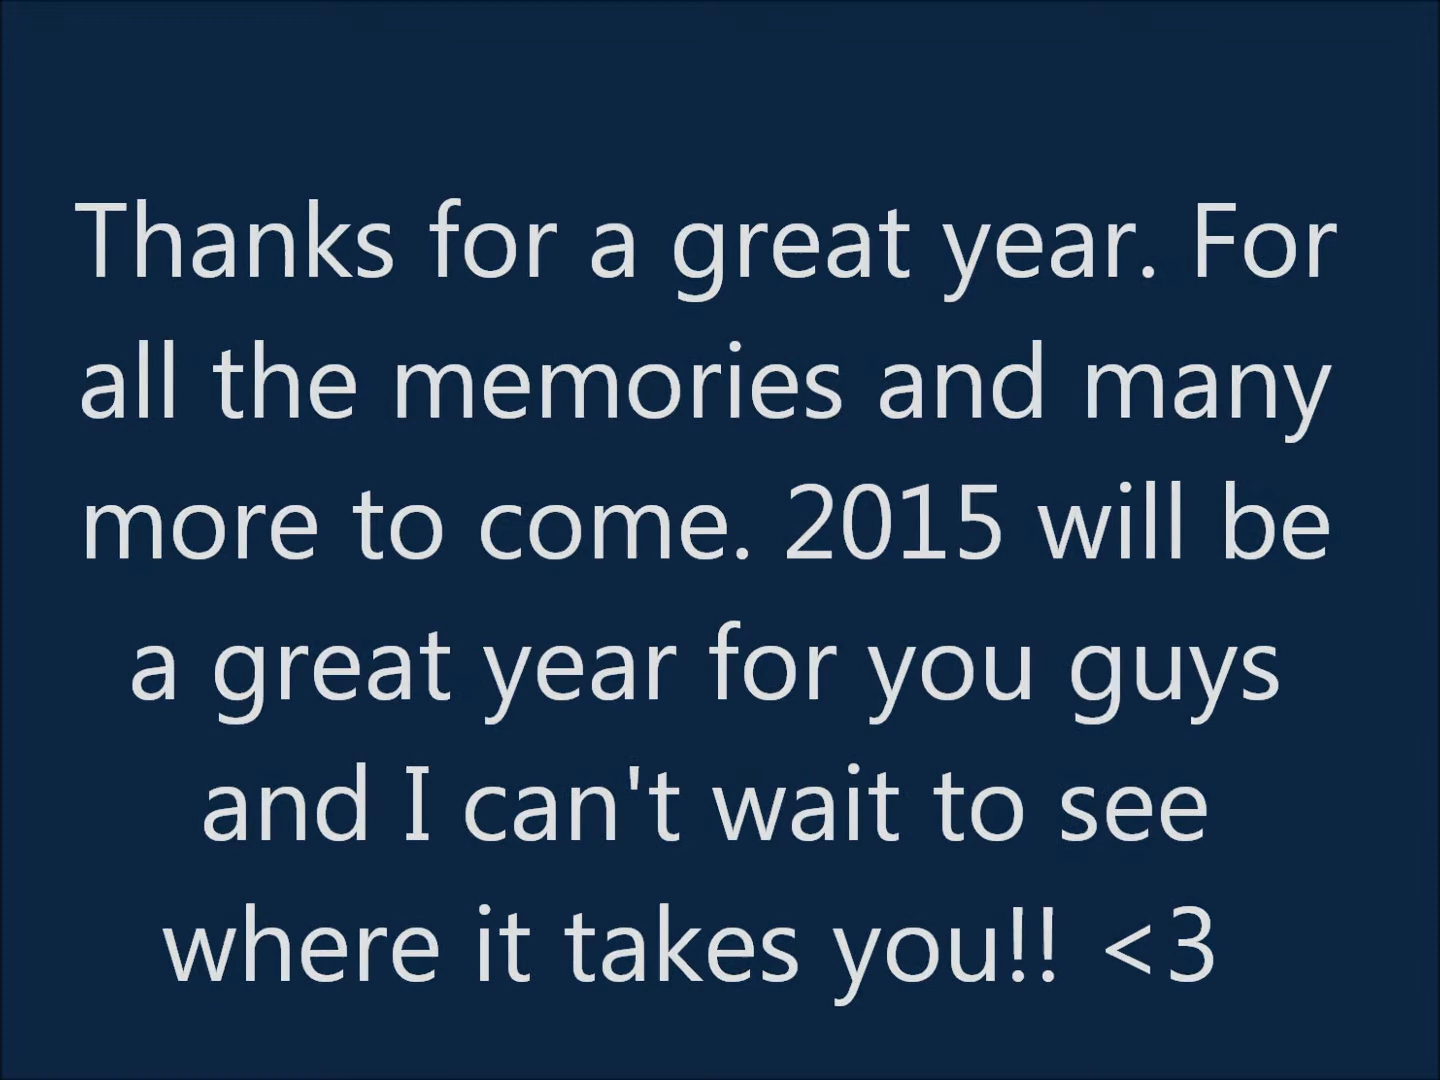 Thanks for a great year. For
all the memories and many
more to come. 2015 will be
a great year for you guys
and I can't wait to see
where it takes you!! <3